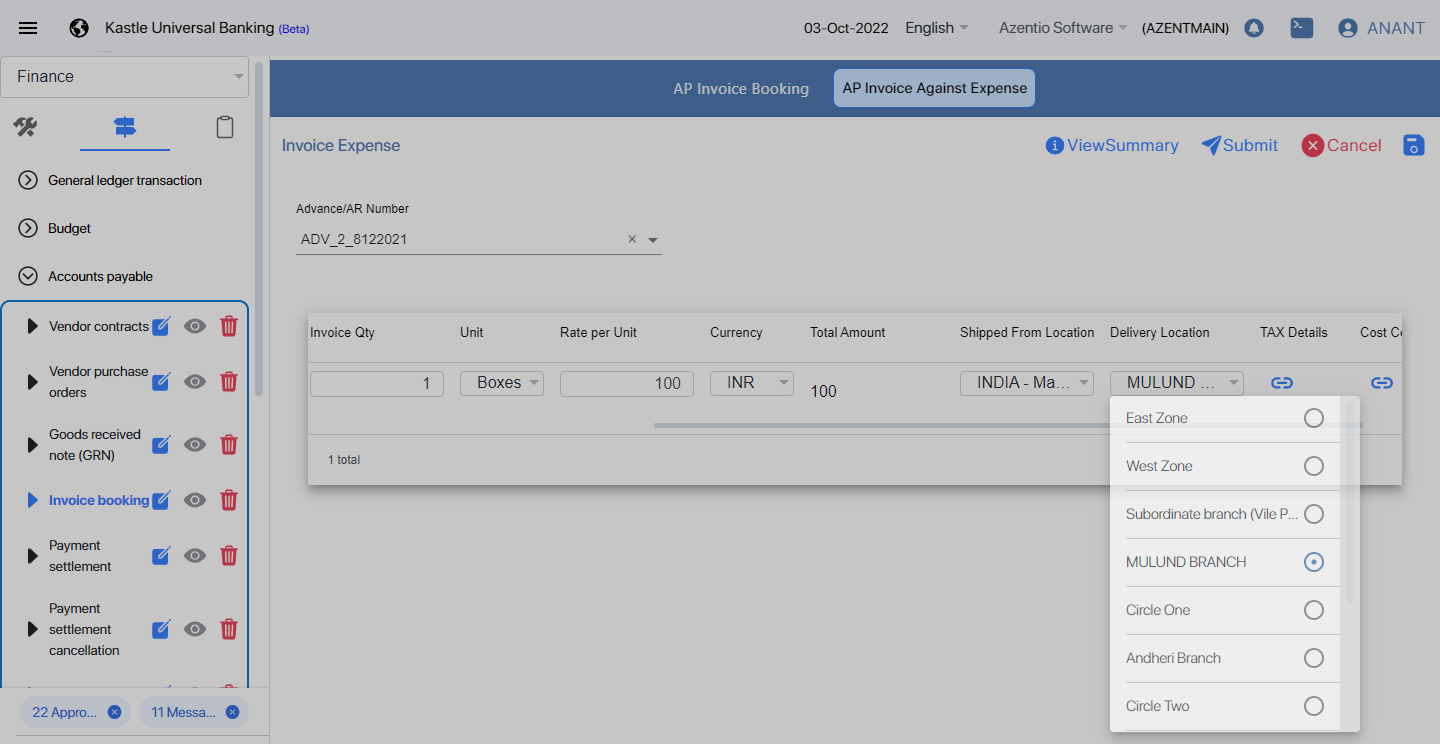 Kastle Universal Banking (Beta)
03-Oct-2022
English
Azentio Software
(AZENTMAIN)
ANANT
Finance
AP Invoice Booking
AP Invoice Against Expense
Invoice Expense
ViewSummary
Submit
Cancel
General ledger transaction
Budget
Accounts payable
Vendor contracts
Vendor purchase
orders
Goods received
note (GRN)
Invoice booking
Payment
settlement
Payment
settlement
cancellation
22 Appro...
11 Messa...
Advance/AR Number
ADV_2_8122021
Invoice Qty
Unit
Rate per Unit
Currency
Total Amount
Shipped From Location
Delivery Location
TAX Details
Cost Ce
1
Boxes
100
INR
100
INDIA - Ma...
MULUND ...
1 total
East Zone
West Zone
Subordinate branch (Vile P...
MULUND BRANCH
Circle One
Andheri Branch
Circle Two